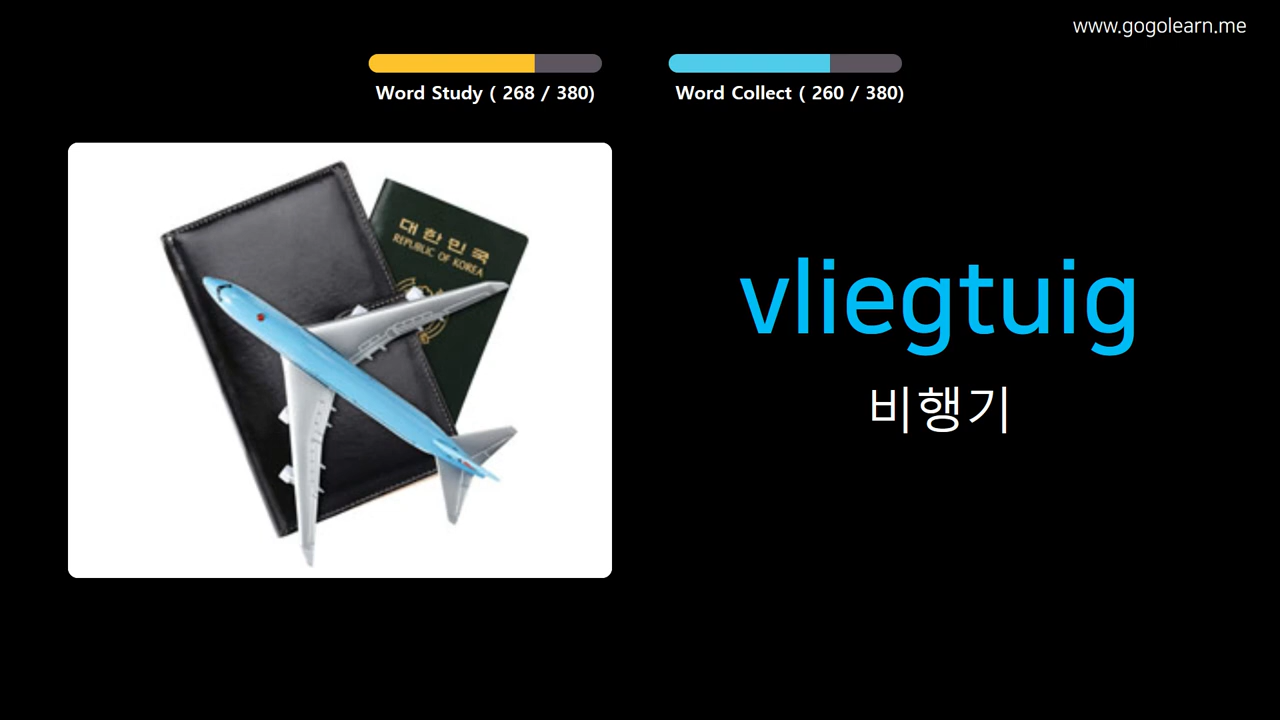 www.gogolearn.me
Word Study ( 268 / 380)
Word Collect ( 260 / 380)
대한민국
REPUBLIC OF KOREA
vliegtuig
비행기